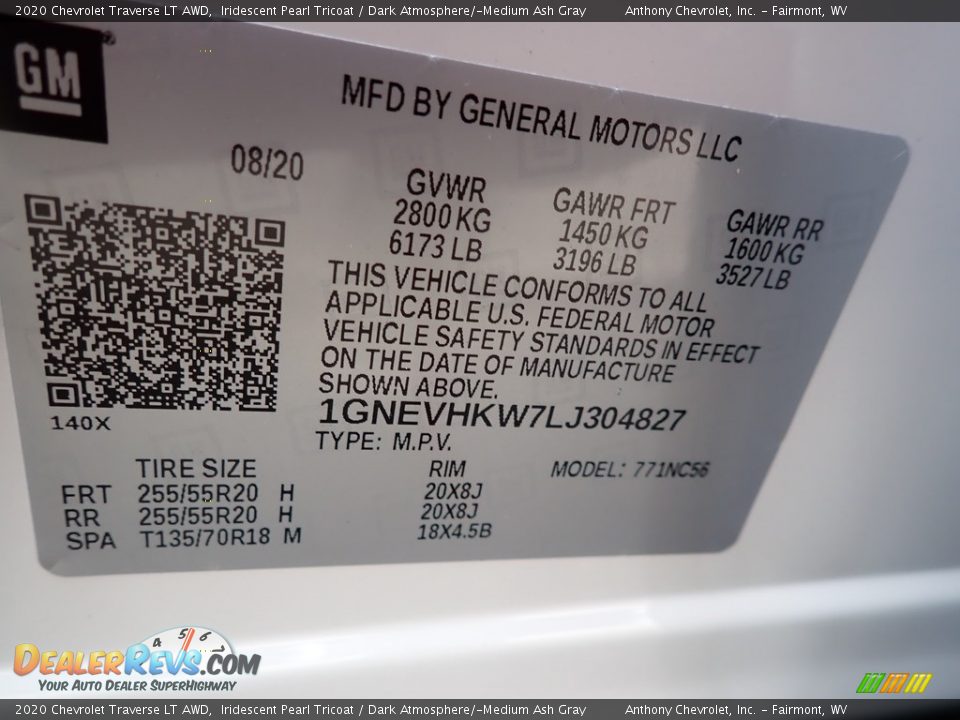 2020 Chevrolet Traverse LT AWD, Iridescent Pearl Tricoat / Dark Atmosphere/­Medium Ash Gray Anthony Chevrolet, Inc. - Fairmont, WV
GM
MFD BY GENERAL MOTORS LLC
08/20
GVWR GAWR FRT GAWR RR
2800 KG 1450 KG 1600 KG
6173 LB 3196 LB 3527 LB
THIS VEHICLE CONFORMS TO ALL
APPLICABLE U.S. FEDERAL MOTOR
VEHICLE SAFETY STANDARDS IN EFFECT
ON THE DATE OF MANUFACTURE
SHOWN ABOVE.
1GNEVHKW7LJ304827
140X
TYPE: M.P.V.
TIRE SIZE RIM MODEL: 771NC56
FRT 255/55R20 H 20X8J
RR 255/55R20 H 20X8J
SPA T135/70R18 M 18X4.5B
4 5 6
DEALERREVS.COM
YOUR AUTO DEALER SUPERHIGHWAY
2020 Chevrolet Traverse LT AWD, Iridescent Pearl Tricoat / Dark Atmosphere/­Medium Ash Gray Anthony Chevrolet, Inc. - Fairmont, WV